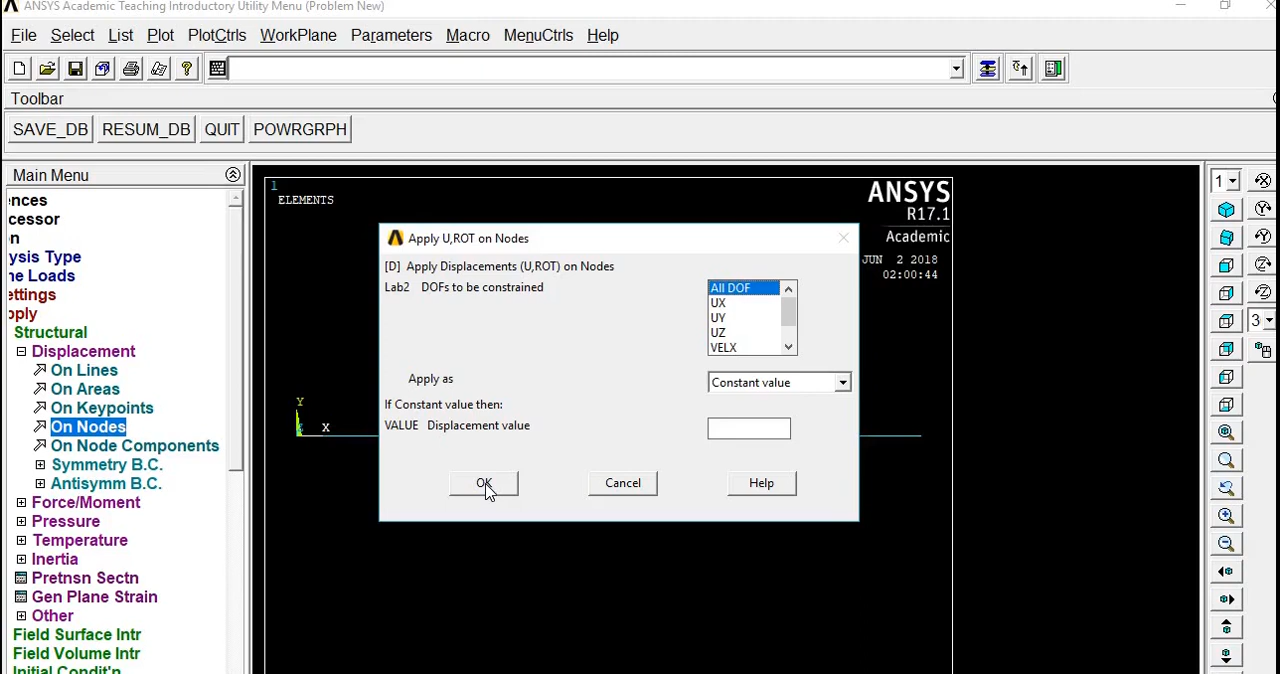 ANSYS Academic Teaching Introductory Utility Menu (Problem New)
File Select List Plot PlotCtrls WorkPlane Parameters Macro MenuCtrls Help
Toolbar
SAVE_DB RESUM_DB QUIT POWRGRPH
Main Menu
ences
cessor
on
ysis Type
ne Loads
ettings
pply
Structural
Displacement
On Lines
On Areas
On Keypoints
On Nodes
On Node Components
Symmetry B.C.
Antisymm B.C.
Force/Moment
Pressure
Temperature
Inertia
Pretnsn Sectn
Gen Plane Strain
Other
Field Surface Intr
Field Volume Intr
Initial Condit'n
1
ELEMENTS
ANSYS
R17.1
Academic
JUN 2 2018
02:00:44
Y
X
Apply U,ROT on Nodes
[D] Apply Displacements (U,ROT) on Nodes
Lab2 DOFs to be constrained
All DOF
UX
UY
UZ
VELX
Apply as
Constant value
If Constant value then:
VALUE Displacement value
OK Cancel Help
1
3